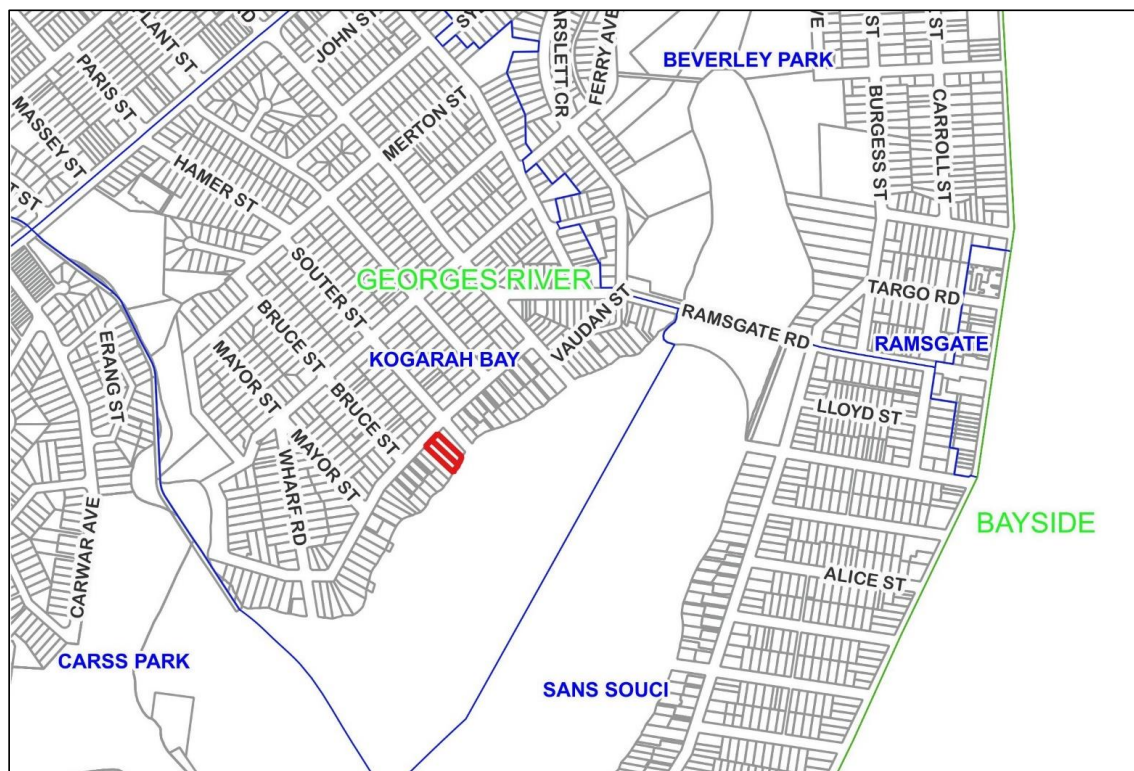 PLANT ST
JOHN ST
PARIS ST
MASSEY ST
HAMER ST
MERTON ST
FERRY AVE
BEVERLEY PARK
BURGESS ST
CARROLL ST
SOUTER ST
GEORGES RIVER
TARGO RD
VAUDAN ST
RAMSGATE RD
RAMSGATE
KOGARAH BAY
BRUCE ST
BRUCE ST
ERANG ST
MAYOR ST
MAYOR ST
WHARF RD
LLOYD ST
BAYSIDE
CARWAR AVE
ALICE ST
CARSS PARK
SANS SOUCI